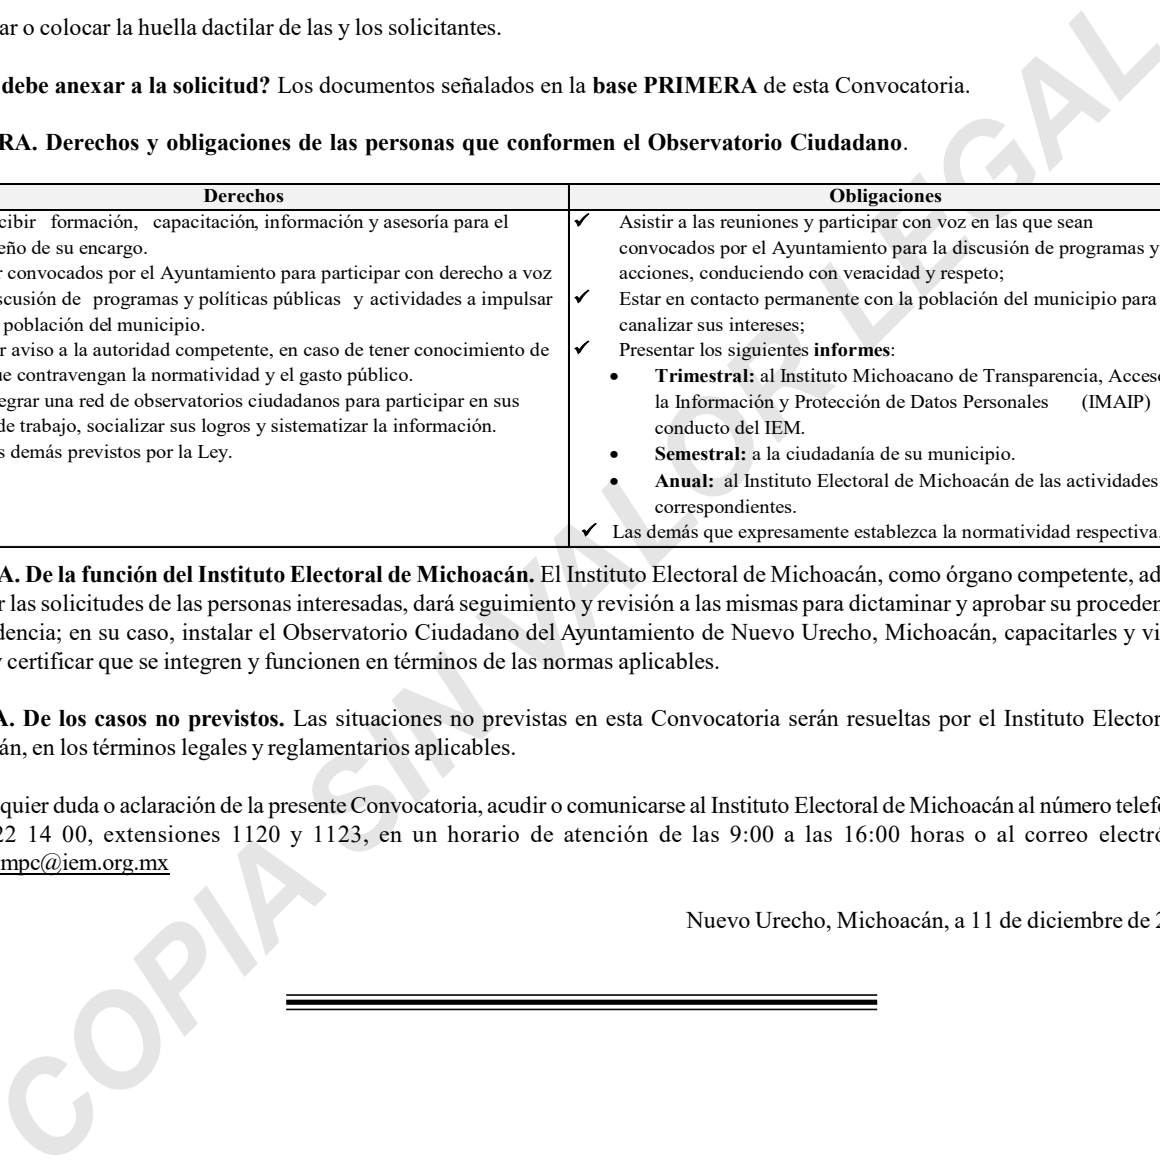 ar o colocar la huella dactilar de las y los solicitantes.
debe anexar a la solicitud? Los documentos señalados en la base PRIMERA de esta Convocatoria.
RA. Derechos y obligaciones de las personas que conformen el Observatorio Ciudadano.
Derechos
cibir formación, capacitación, información y asesoría para el
eño de su encargo.
r convocados por el Ayuntamiento para participar con derecho a voz
scusión de programas y políticas públicas y actividades a impulsar
población del municipio.
r aviso a la autoridad competente, en caso de tener conocimiento de
ue contravengan la normatividad y el gasto público.
egrar una red de observatorios ciudadanos para participar en sus
de trabajo, socializar sus logros y sistematizar la información.
s demás previstos por la Ley.
Obligaciones
✓ Asistir a las reuniones y participar con voz en las que sean
convocados por el Ayuntamiento para la discusión de programas y
acciones, conduciendo con veracidad y respeto;
✓ Estar en contacto permanente con la población del municipio para
canalizar sus intereses;
✓ Presentar los siguientes informes:
• Trimestral: al Instituto Michoacano de Transparencia, Acceso
la Información y Protección de Datos Personales (IMAIP)
conducto del IEM.
• Semestral: a la ciudadanía de su municipio.
• Anual: al Instituto Electoral de Michoacán de las actividades
correspondientes.
✓ Las demás que expresamente establezca la normatividad respectiva.
A. De la función del Instituto Electoral de Michoacán. El Instituto Electoral de Michoacán, como órgano competente, ad
r las solicitudes de las personas interesadas, dará seguimiento y revisión a las mismas para dictaminar y aprobar su proceden
dencia; en su caso, instalar el Observatorio Ciudadano del Ayuntamiento de Nuevo Urecho, Michoacán, capacitarles y vi
y certificar que se integren y funcionen en términos de las normas aplicables.
A. De los casos no previstos. Las situaciones no previstas en esta Convocatoria serán resueltas por el Instituto Elector
án, en los términos legales y reglamentarios aplicables.
quier duda o aclaración de la presente Convocatoria, acudir o comunicarse al Instituto Electoral de Michoacán al número telef
22 14 00, extensiones 1120 y 1123, en un horario de atención de las 9:00 a las 16:00 horas o al correo electró
mpc@iem.org.mx
Nuevo Urecho, Michoacán, a 11 de diciembre de 2
COPIA SIN VALOR LEGAL